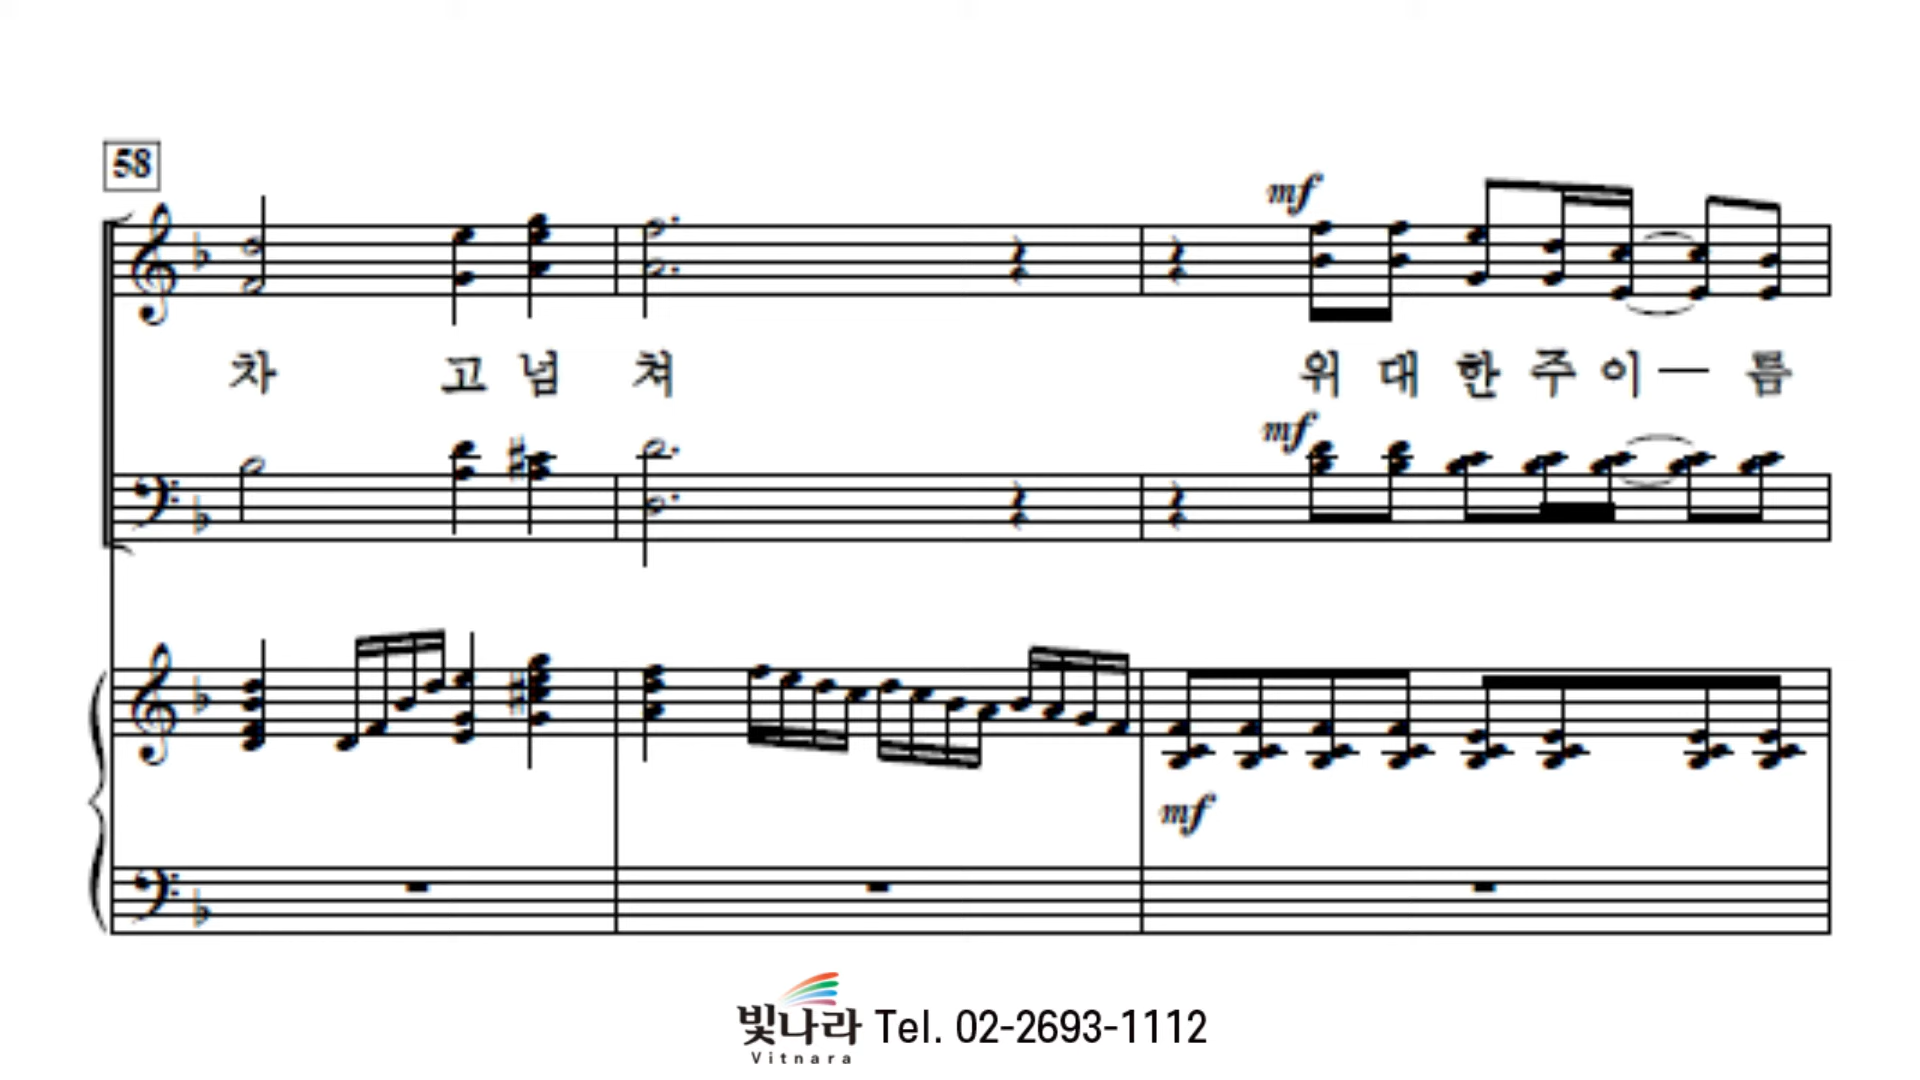 58
mf
차 고 넘 쳐 위 대 한 주 이 ― 름
mf
mf
빛나라 Tel. 02-2693-1112
Vitnara